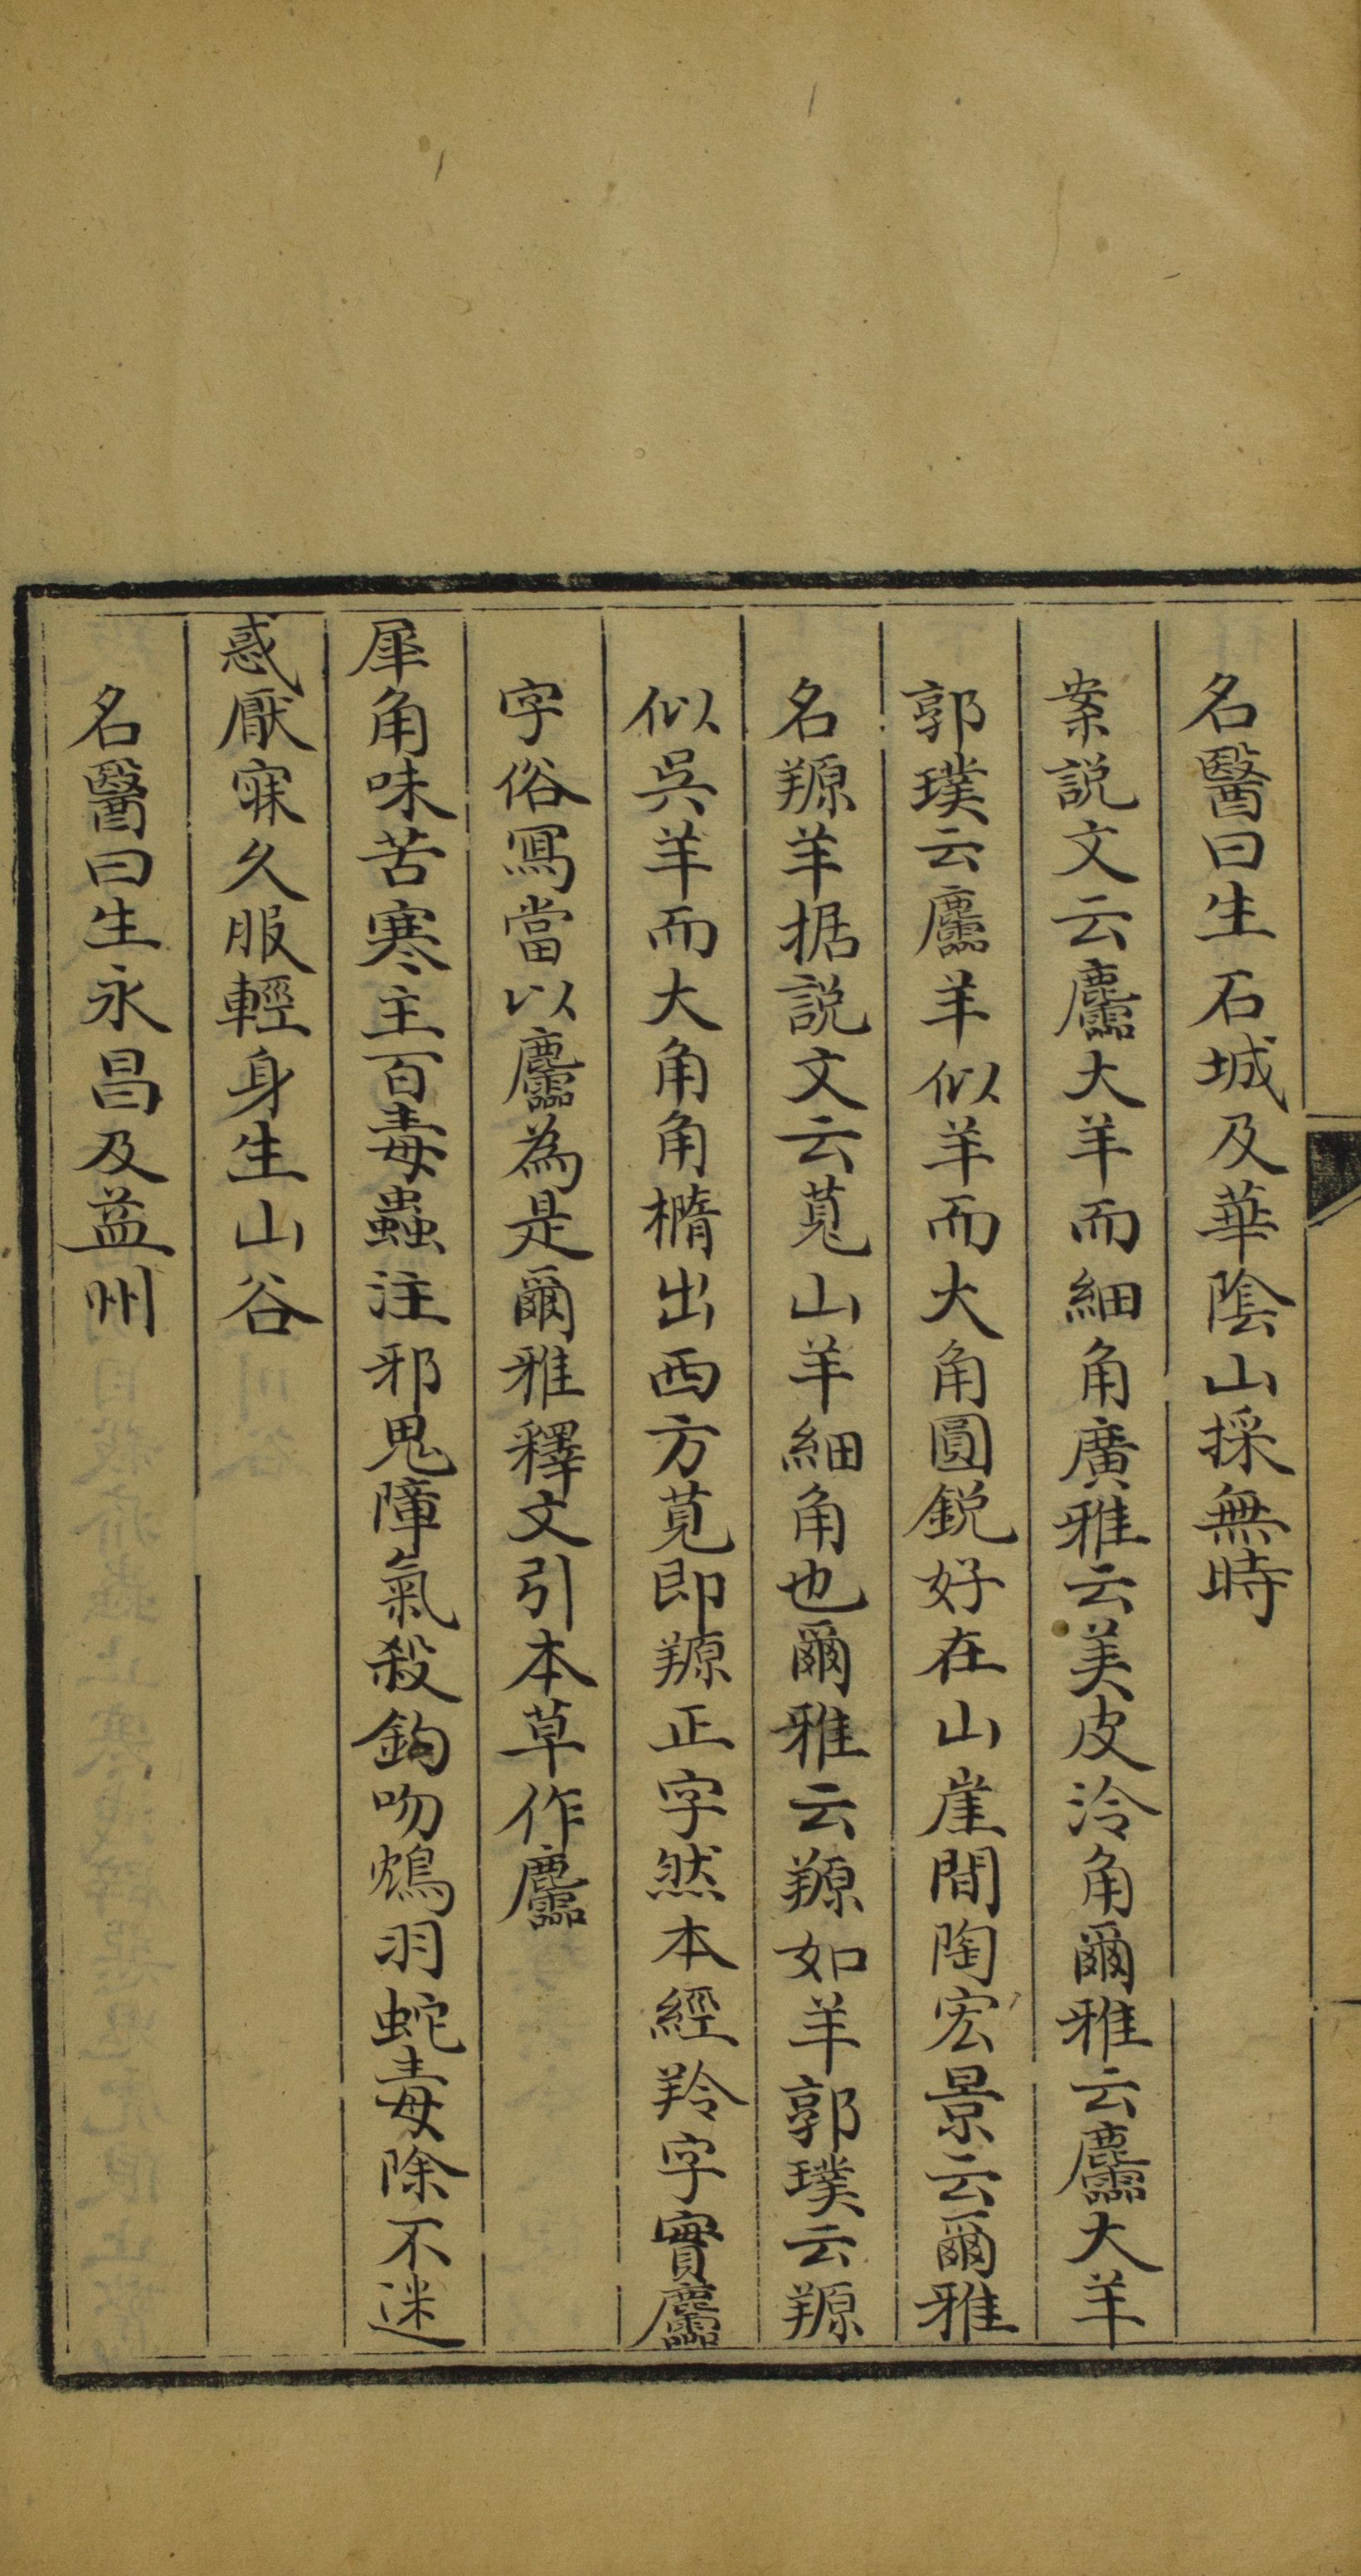 名醫曰生石城及華陰山採無時
案說文云麢大羊而細角廣雅云美皮泠角爾雅云麢大羊
郭璞云麢羊似羊而大角圓銳好在山崖間陶宏景云爾雅
名羱羊据說文云萈山羊細角也爾雅云羱如羊郭璞云羱
似吳羊而大角角橢出西方萈即羱正字然本經羚字實麢
字俗寫當以麢為是爾雅釋文引本草作麢
犀角味苦寒主百毒蟲注邪鬼障氣殺鉤吻鴆羽蛇毒除不迷
惑厭寐久服輕身生山谷
名醫曰生永昌及益州